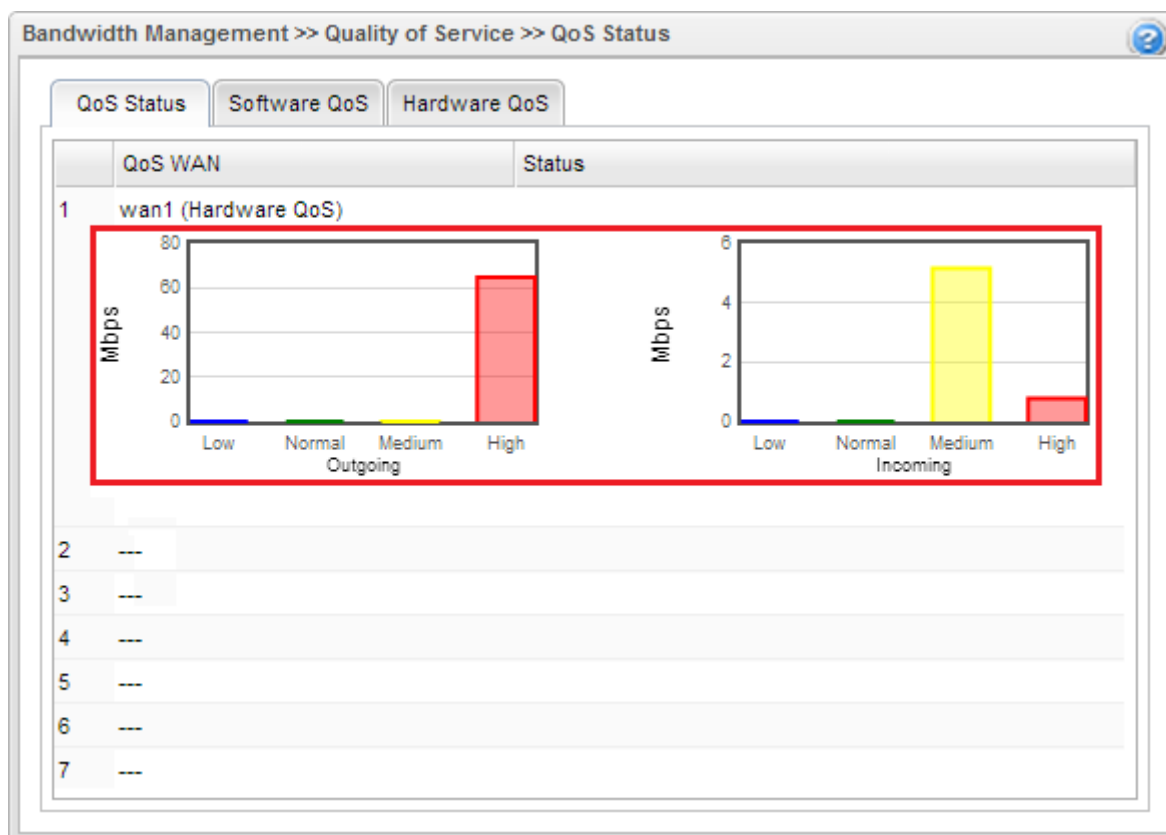 Bandwidth Management >> Quality of Service >> QoS Status
?
QoS Status Software QoS Hardware QoS
QoS WAN Status
1 wan1 (Hardware QoS)
Mbps
80
60
40
20
0
Low Normal Medium High
Outgoing
Mbps
6
4
2
0
Low Normal Medium High
Incoming
2 ---
3 ---
4 ---
5 ---
6 ---
7 ---